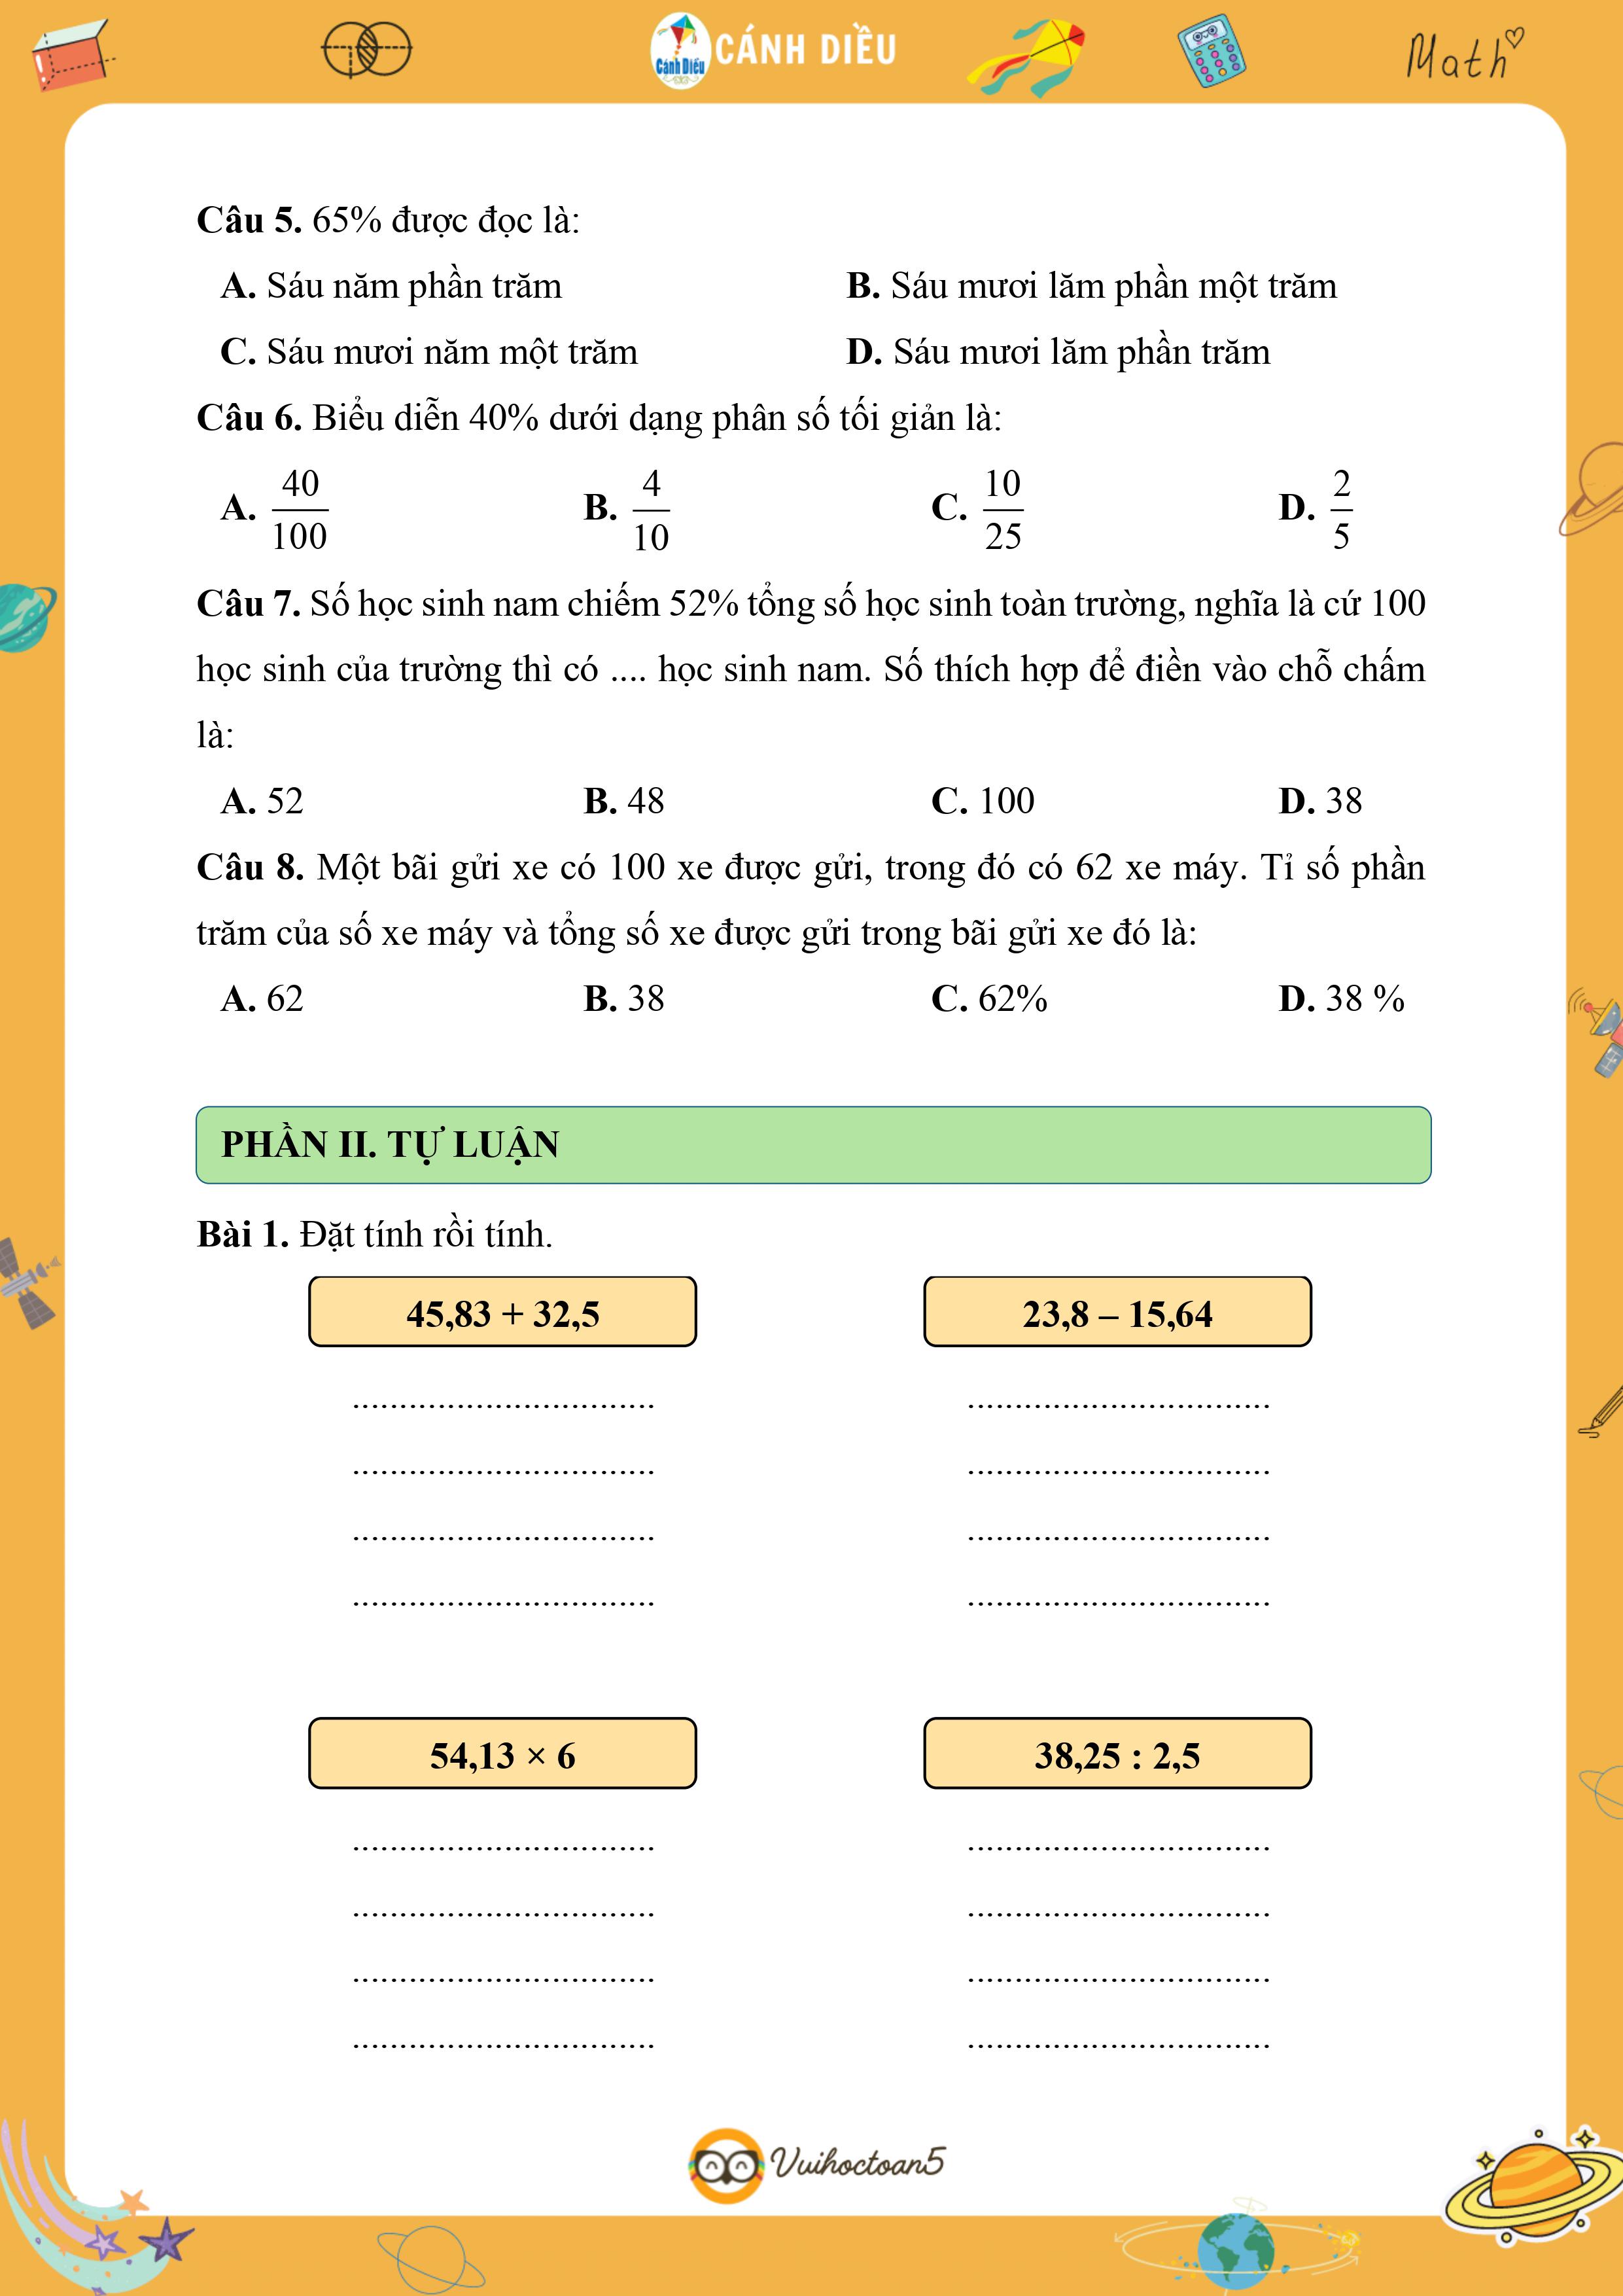 Cánh Diều CÁNH DIỀU
Math
Câu 5. 65% được đọc là:
A. Sáu năm phần trăm B. Sáu mươi lăm phần một trăm
C. Sáu mươi năm một trăm D. Sáu mươi lăm phần trăm
Câu 6. Biểu diễn 40% dưới dạng phân số tối giản là:
A. 40/100 B. 4/10 C. 10/25 D. 2/5
Câu 7. Số học sinh nam chiếm 52% tổng số học sinh toàn trường, nghĩa là cứ 100
học sinh của trường thì có .... học sinh nam. Số thích hợp để điền vào chỗ chấm
là:
A. 52 B. 48 C. 100 D. 38
Câu 8. Một bãi gửi xe có 100 xe được gửi, trong đó có 62 xe máy. Tỉ số phần
trăm của số xe máy và tổng số xe được gửi trong bãi gửi xe đó là:
A. 62 B. 38 C. 62% D. 38 %
PHẦN II. TỰ LUẬN
Bài 1. Đặt tính rồi tính.
45,83 + 32,5 23,8 – 15,64
................................ ................................
................................ ................................
................................ ................................
................................ ................................
54,13 × 6 38,25 : 2,5
................................ ................................
................................ ................................
................................ ................................
................................ ................................
Vuihoctoan5